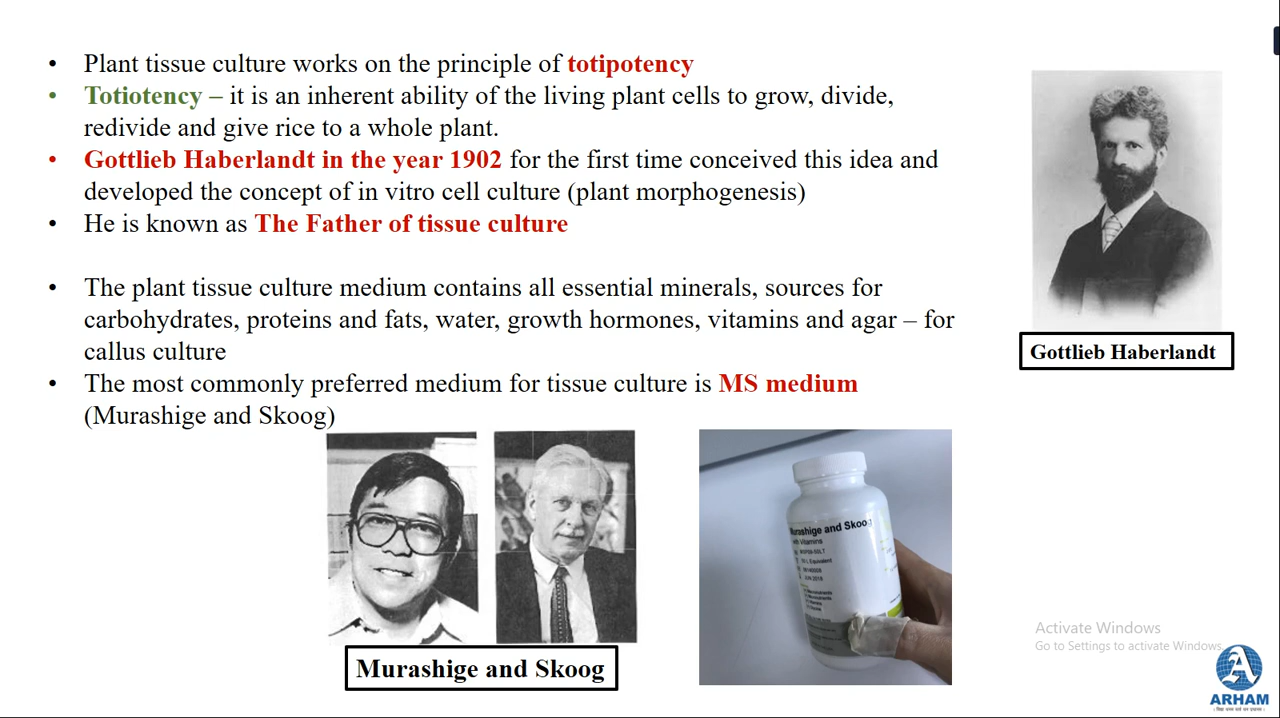 • Plant tissue culture works on the principle of totipotency
• Totiotency – it is an inherent ability of the living plant cells to grow, divide,
redivide and give rice to a whole plant.
• Gottlieb Haberlandt in the year 1902 for the first time conceived this idea and
developed the concept of in vitro cell culture (plant morphogenesis)
• He is known as The Father of tissue culture
• The plant tissue culture medium contains all essential minerals, sources for
carbohydrates, proteins and fats, water, growth hormones, vitamins and agar – for
callus culture
• The most commonly preferred medium for tissue culture is MS medium
(Murashige and Skoog)
Gottlieb Haberlandt
Murashige and Skoog
Murashige and Skoog
with Vitamins
Activate Windows
Go to Settings to activate Windows.
ARHAM